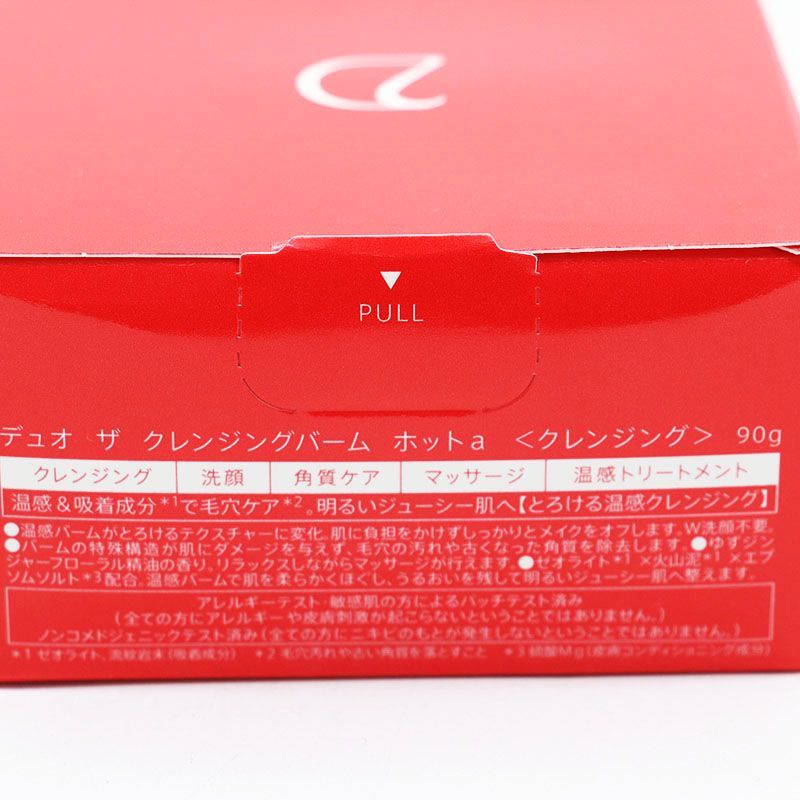 PULL
デュオ ザ クレンジングバーム ホットa <クレンジング> 90g
クレンジング 洗顔 角質ケア マッサージ 温感トリートメント
温感&吸着成分*1で毛穴ケア*2。明るいジューシー肌へ【とろける温感クレンジング】
●温感バームがとろけるテクスチャーに変化。肌に負担をかけずしっかりとメイクをオフします。W洗顔不要。
●バームの特殊構造が肌にダメージを与えず、毛穴の汚れや古くなった角質を除去します。●ゆずジン
ジャーフローラル精油の香り。リラックスしながらマッサージが行えます ●ゼオライト*1×火山泥*1×エプ
ソムソルト*3配合。温感バームで肌を柔らかくほぐし、うるおいを残して明るいジューシー肌へ整えます。
アレルギーテスト・敏感肌の方によるパッチテスト済み
(全ての方にアレルギーや皮膚刺激が起こらないということではありません。)
ノンコメドジェニックテスト済み(全ての方にニキビのもとが発生しないということではありません。)
*1 ゼオライト、流紋岩末(吸着成分) *2 毛穴汚れや古い角質を落とすこと *3 硫酸Mg(皮膚コンディショニング成分)